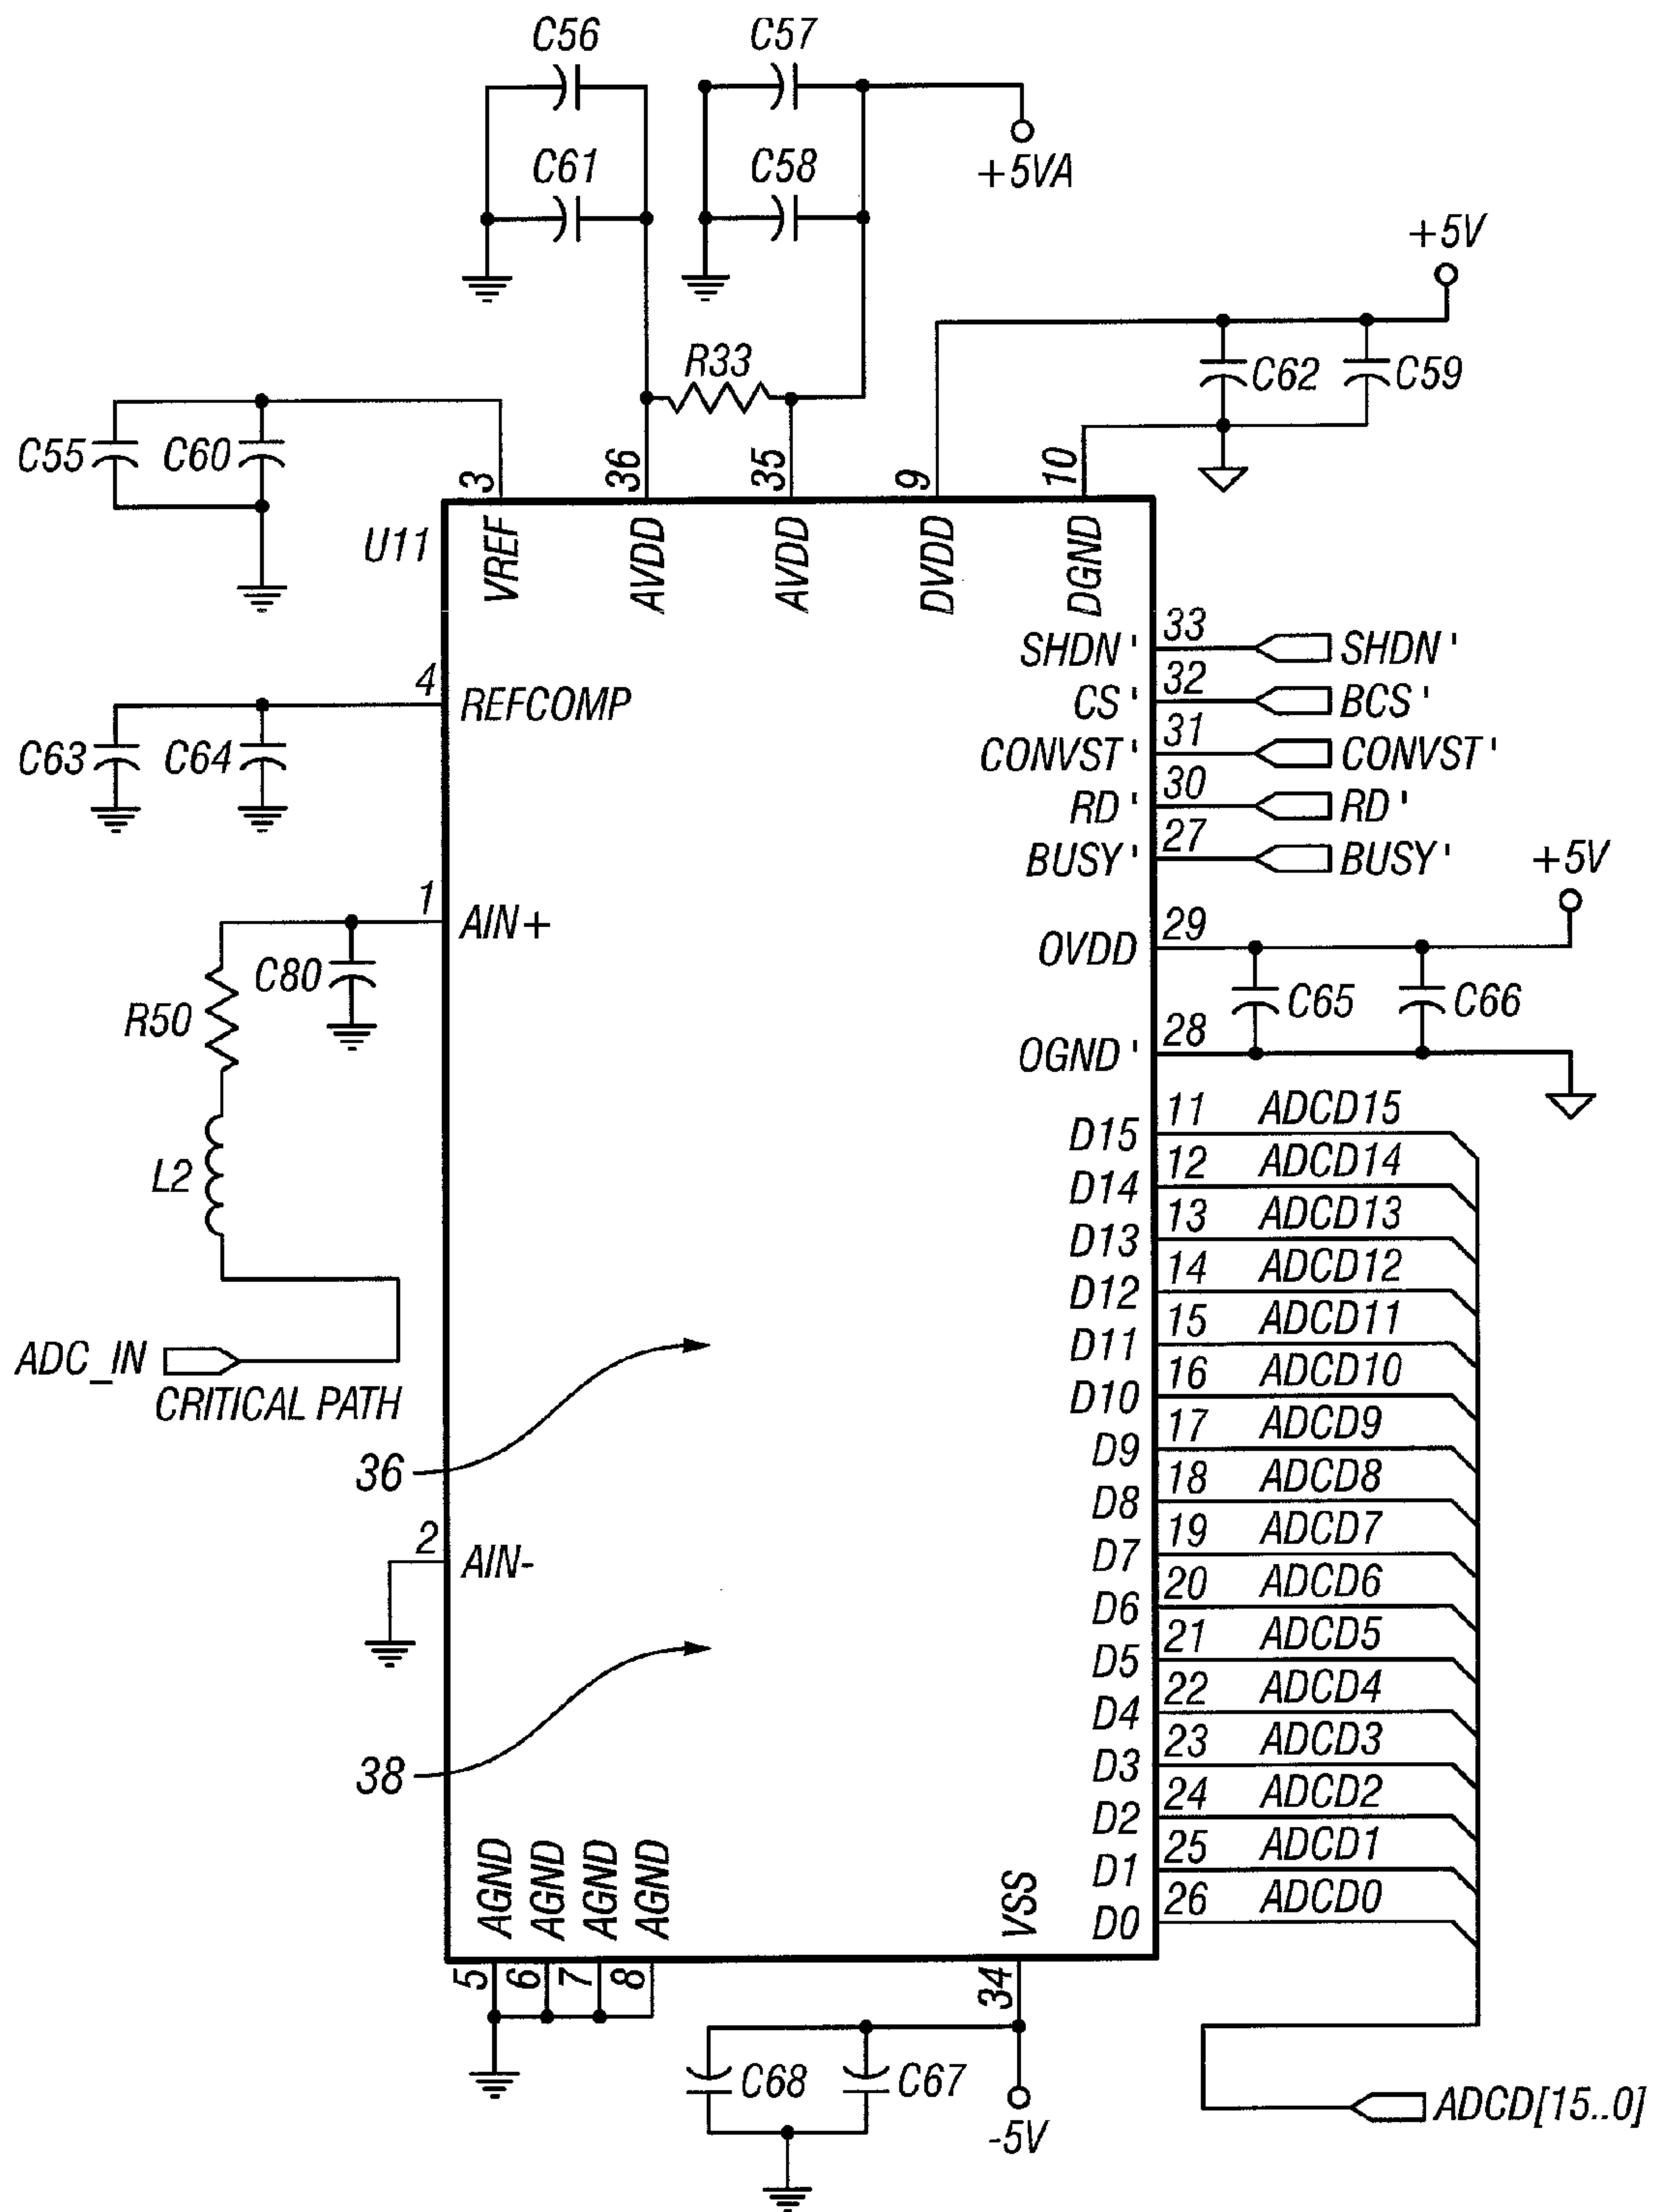 C56
C57
C61
C58
+5VA
+5V
R33
C62
C59
C55
C60
3
36
35
9
10
U11
VREF
AVDD
AVDD
DVDD
DGND
SHDN'
33
SHDN'
CS'
32
BCS'
CONVST'
31
CONVST'
RD'
30
RD'
BUSY'
27
BUSY'
4
REFCOMP
C63
C64
1
AIN+
C80
R50
L2
ADC_IN
CRITICAL PATH
36
2
AIN-
38
+5V
OVDD
29
C65
C66
OGND'
28
D15
11
ADCD15
D14
12
ADCD14
D13
13
ADCD13
D12
14
ADCD12
D11
15
ADCD11
D10
16
ADCD10
D9
17
ADCD9
D8
18
ADCD8
D7
19
ADCD7
D6
20
ADCD6
D5
21
ADCD5
D4
22
ADCD4
D3
23
ADCD3
D2
24
ADCD2
D1
25
ADCD1
D0
26
ADCD0
AGND
AGND
AGND
AGND
VSS
5
6
7
8
34
C68
C67
-5V
ADCD[15..0]